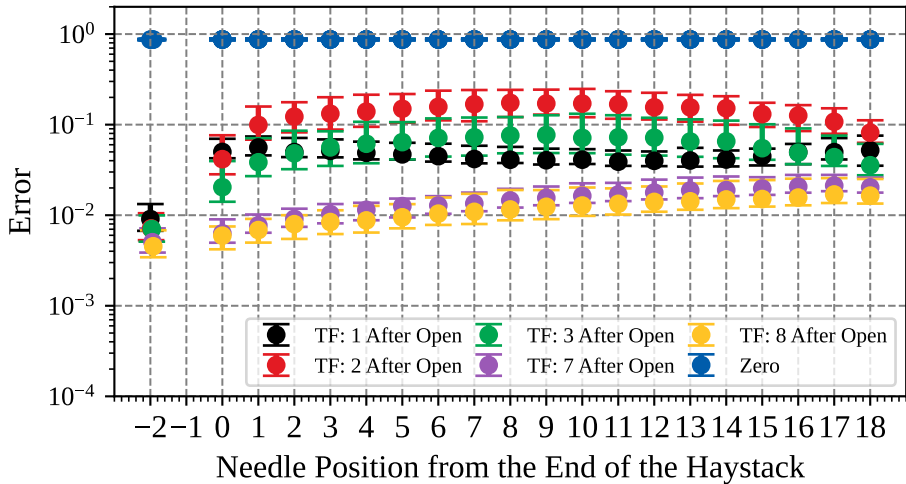 10⁰
10⁻¹
10⁻²
10⁻³
10⁻⁴
Error
TF: 1 After Open
TF: 2 After Open
TF: 3 After Open
TF: 7 After Open
TF: 8 After Open
Zero
−2 −1 0 1 2 3 4 5 6 7 8 9 10 11 12 13 14 15 16 17 18
Needle Position from the End of the Haystack